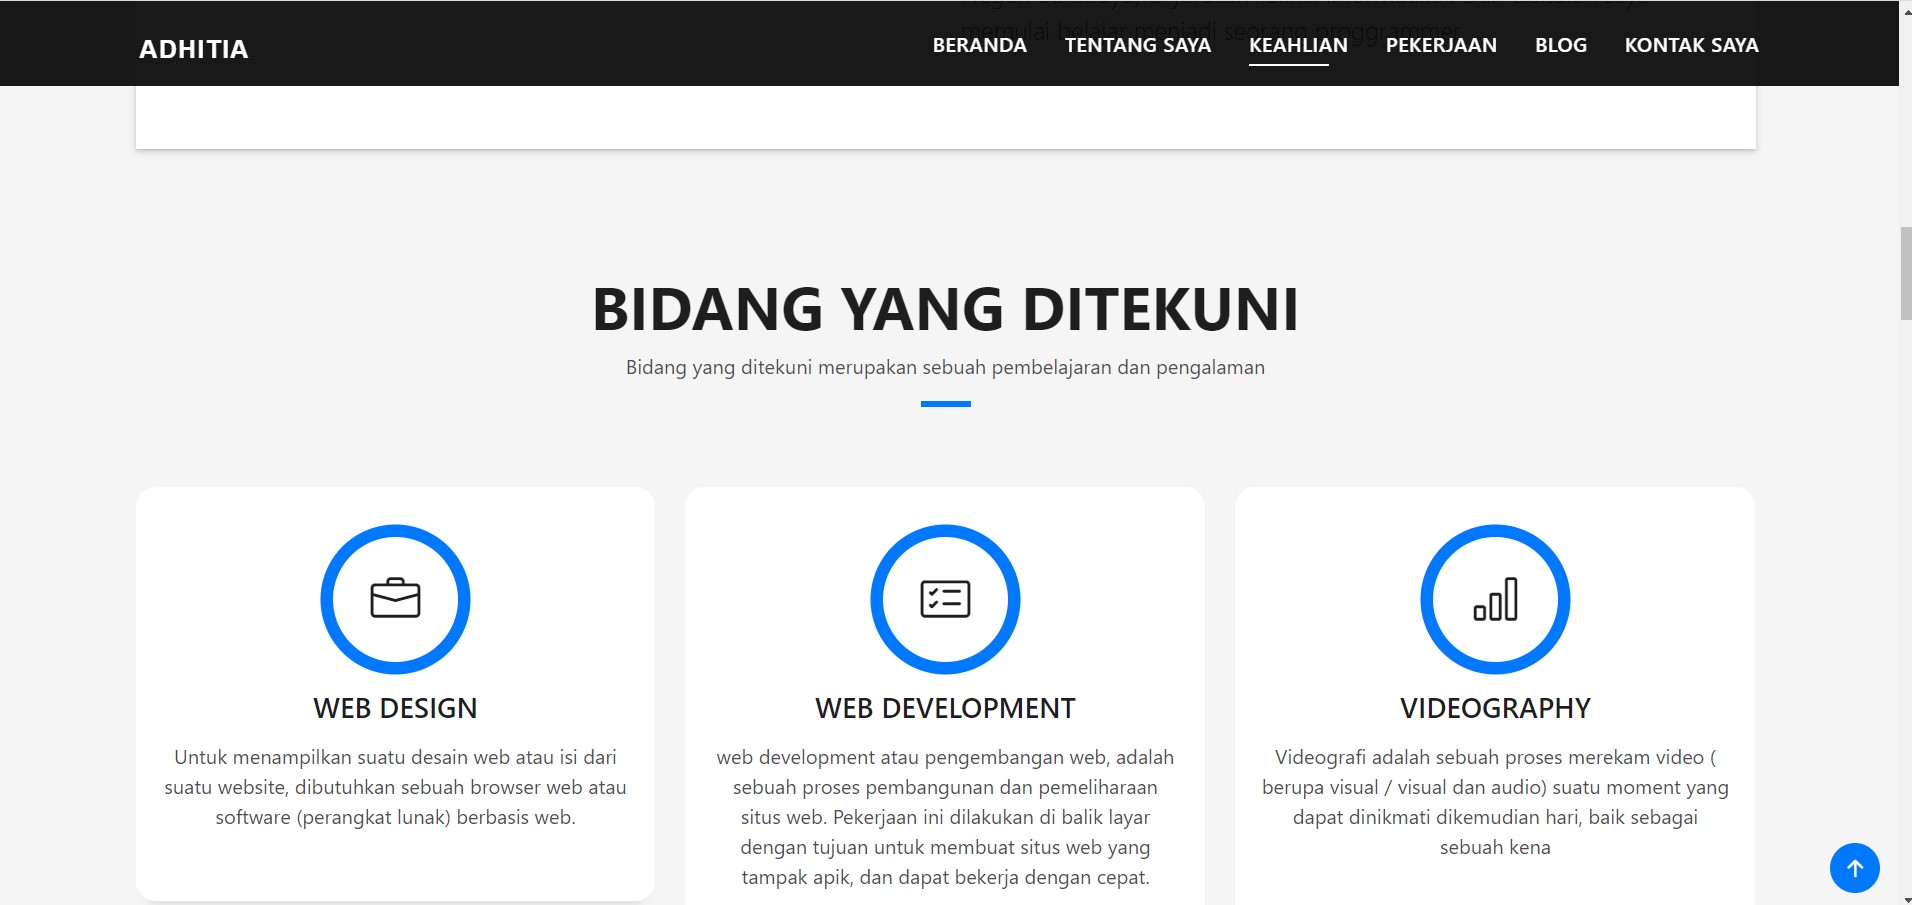 memulai belajar menjadi seorang proggrammer
ADHITIA
BERANDA TENTANG SAYA KEAHLIAN PEKERJAAN BLOG KONTAK SAYA
BIDANG YANG DITEKUNI
Bidang yang ditekuni merupakan sebuah pembelajaran dan pengalaman
WEB DESIGN
Untuk menampilkan suatu desain web atau isi dari
suatu website, dibutuhkan sebuah browser web atau
software (perangkat lunak) berbasis web.
WEB DEVELOPMENT
web development atau pengembangan web, adalah
sebuah proses pembangunan dan pemeliharaan
situs web. Pekerjaan ini dilakukan di balik layar
dengan tujuan untuk membuat situs web yang
tampak apik, dan dapat bekerja dengan cepat.
VIDEOGRAPHY
Videografi adalah sebuah proses merekam video (
berupa visual / visual dan audio) suatu moment yang
dapat dinikmati dikemudian hari, baik sebagai
sebuah kena